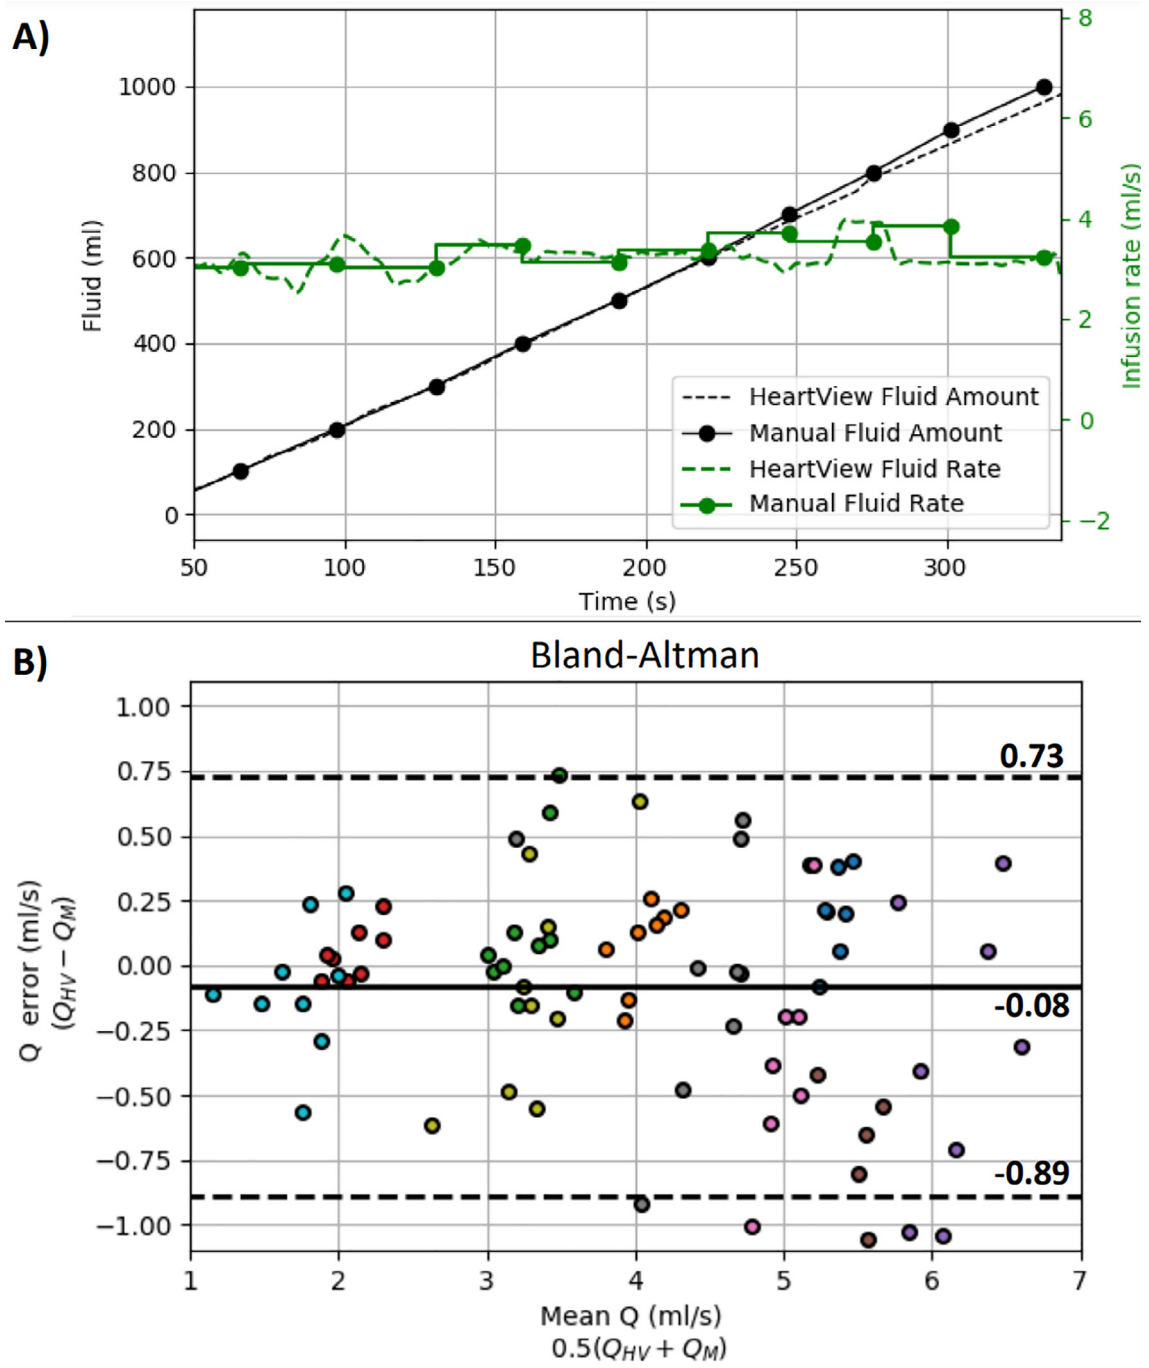 A)
8
1000
6
800
4
600
2
400
0
200
−2
0
Fluid (ml)
Infusion rate (ml/s)
HeartView Fluid Amount
Manual Fluid Amount
HeartView Fluid Rate
Manual Fluid Rate
50 100 150 200 250 300
Time (s)
B)
Bland-Altman
1.00
0.75
0.50
0.25
0.00
−0.25
−0.50
−0.75
−1.00
0.73
-0.08
-0.89
Q error (ml/s)
(Q_HV − Q_M)
1 2 3 4 5 6 7
Mean Q (ml/s)
0.5(Q_HV + Q_M)